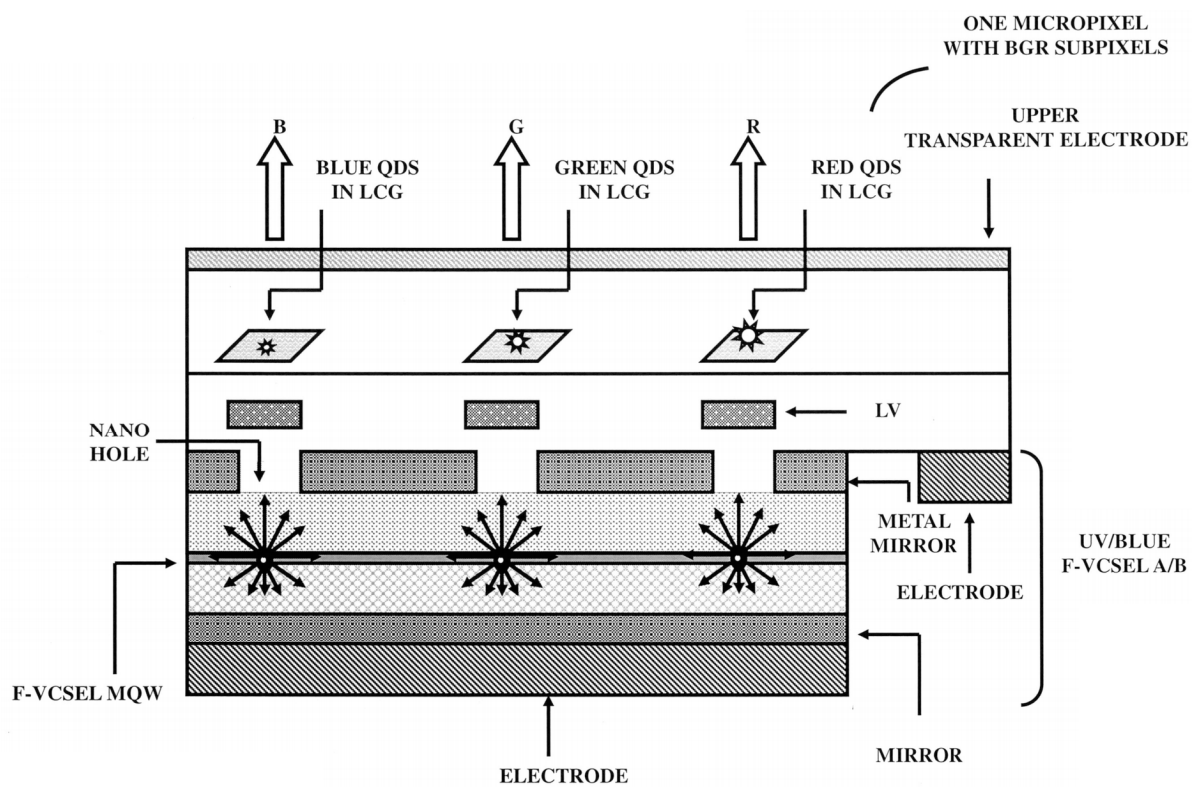 ONE MICROPIXEL
WITH BGR SUBPIXELS
UPPER
TRANSPARENT ELECTRODE
B
G
R
BLUE QDS
IN LCG
GREEN QDS
IN LCG
RED QDS
IN LCG
LV
NANO
HOLE
METAL
MIRROR
ELECTRODE
UV/BLUE
F-VCSEL A/B
F-VCSEL MQW
MIRROR
ELECTRODE